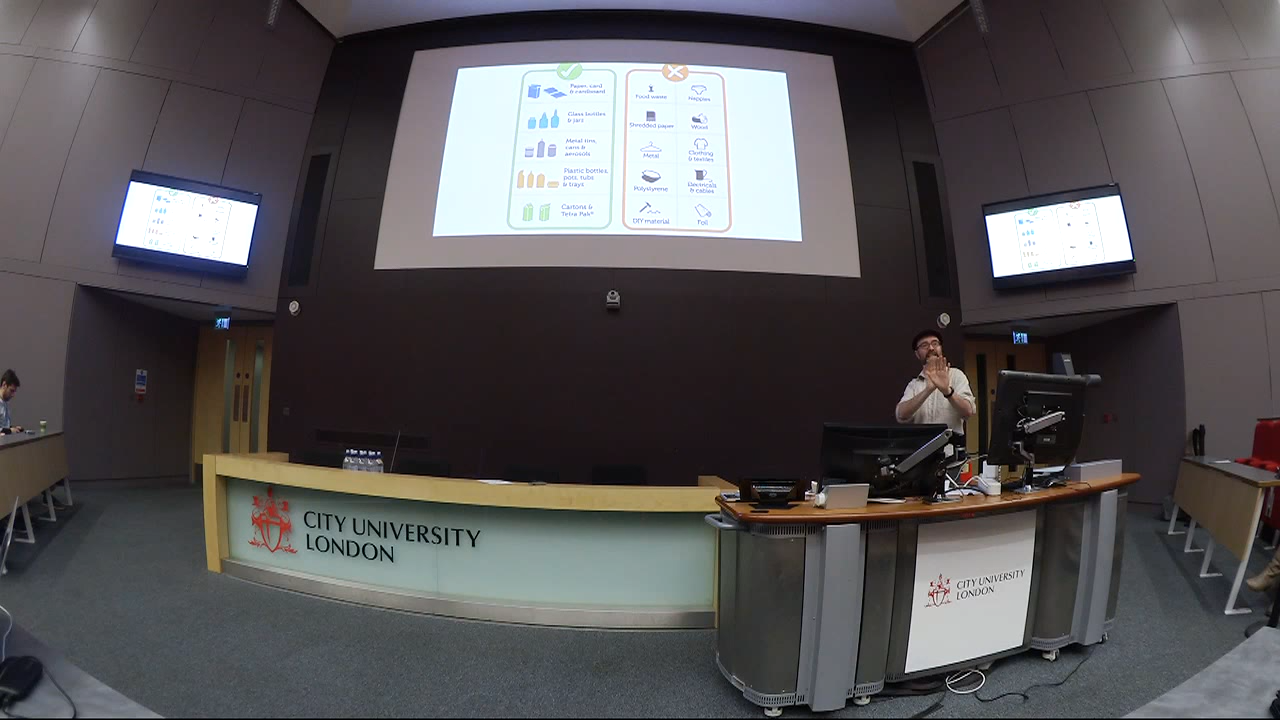 Paper, card
& cardboard
Glass bottles
& jars
Metal tins,
cans &
aerosols
Plastic bottles,
pots, tubs
& trays
Cartons &
Tetra Pak®
Food waste
Nappies
Shredded paper
Wood
Metal
Clothing
& textiles
Polystyrene
Electricals
& cables
DIY material
Foil
CITY UNIVERSITY
LONDON
CITY UNIVERSITY
LONDON